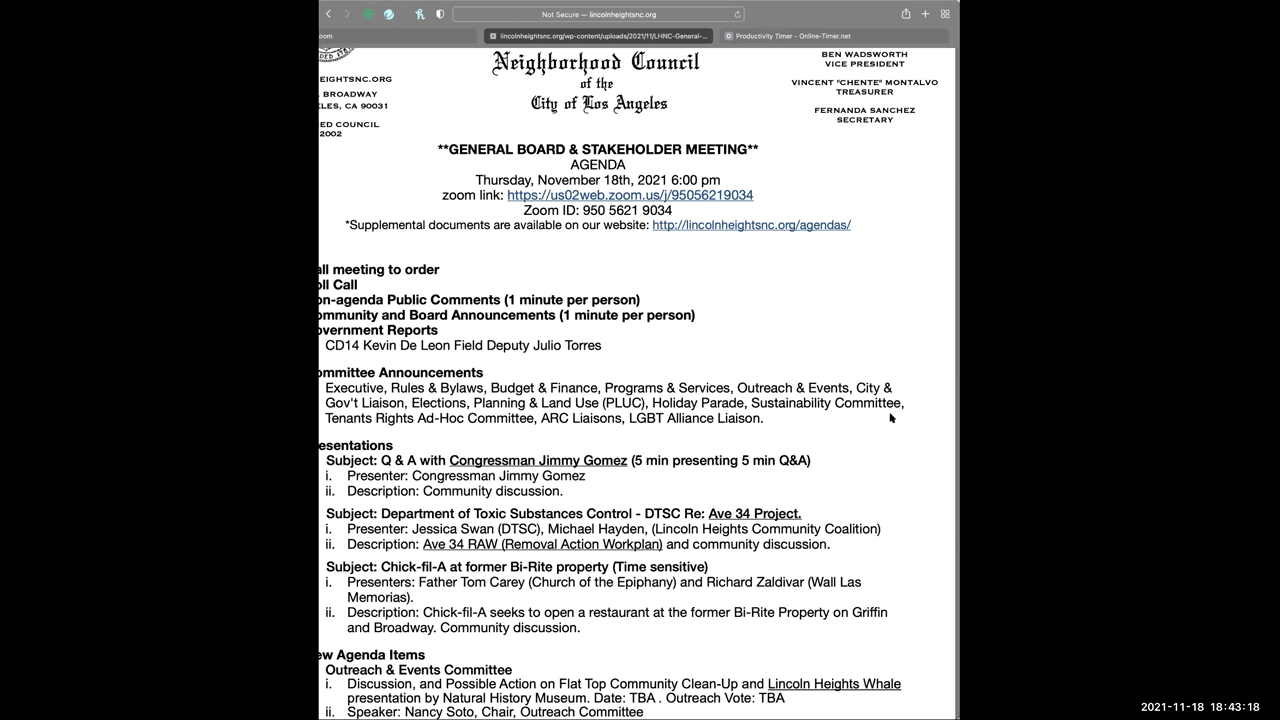 Not Secure — lincolnheightsnc.org
oom
lincolnheightsnc.org/wp-content/uploads/2021/11/LHNC-General-...
Productivity Timer - Online-Timer.net
EIGHTSNC.ORG
. BROADWAY
LES, CA 90031
ED COUNCIL
2002
Neighborhood Council
of the
City of Los Angeles
BEN WADSWORTH
VICE PRESIDENT
VINCENT "CHENTE" MONTALVO
TREASURER
FERNANDA SANCHEZ
SECRETARY
**GENERAL BOARD & STAKEHOLDER MEETING**
AGENDA
Thursday, November 18th, 2021 6:00 pm
zoom link: https://us02web.zoom.us/j/95056219034
Zoom ID: 950 5621 9034
*Supplemental documents are available on our website: http://lincolnheightsnc.org/agendas/
all meeting to order
oll Call
on-agenda Public Comments (1 minute per person)
ommunity and Board Announcements (1 minute per person)
overnment Reports
CD14 Kevin De Leon Field Deputy Julio Torres
ommittee Announcements
Executive, Rules & Bylaws, Budget & Finance, Programs & Services, Outreach & Events, City &
Gov't Liaison, Elections, Planning & Land Use (PLUC), Holiday Parade, Sustainability Committee,
Tenants Rights Ad-Hoc Committee, ARC Liaisons, LGBT Alliance Liaison.
esentations
Subject: Q & A with Congressman Jimmy Gomez (5 min presenting 5 min Q&A)
i. Presenter: Congressman Jimmy Gomez
ii. Description: Community discussion.
Subject: Department of Toxic Substances Control - DTSC Re: Ave 34 Project.
i. Presenter: Jessica Swan (DTSC), Michael Hayden, (Lincoln Heights Community Coalition)
ii. Description: Ave 34 RAW (Removal Action Workplan) and community discussion.
Subject: Chick-fil-A at former Bi-Rite property (Time sensitive)
i. Presenters: Father Tom Carey (Church of the Epiphany) and Richard Zaldivar (Wall Las
Memorias).
ii. Description: Chick-fil-A seeks to open a restaurant at the former Bi-Rite Property on Griffin
and Broadway. Community discussion.
ew Agenda Items
Outreach & Events Committee
i. Discussion, and Possible Action on Flat Top Community Clean-Up and Lincoln Heights Whale
presentation by Natural History Museum. Date: TBA . Outreach Vote: TBA
ii. Speaker: Nancy Soto, Chair, Outreach Committee
2021-11-18 18:43:18